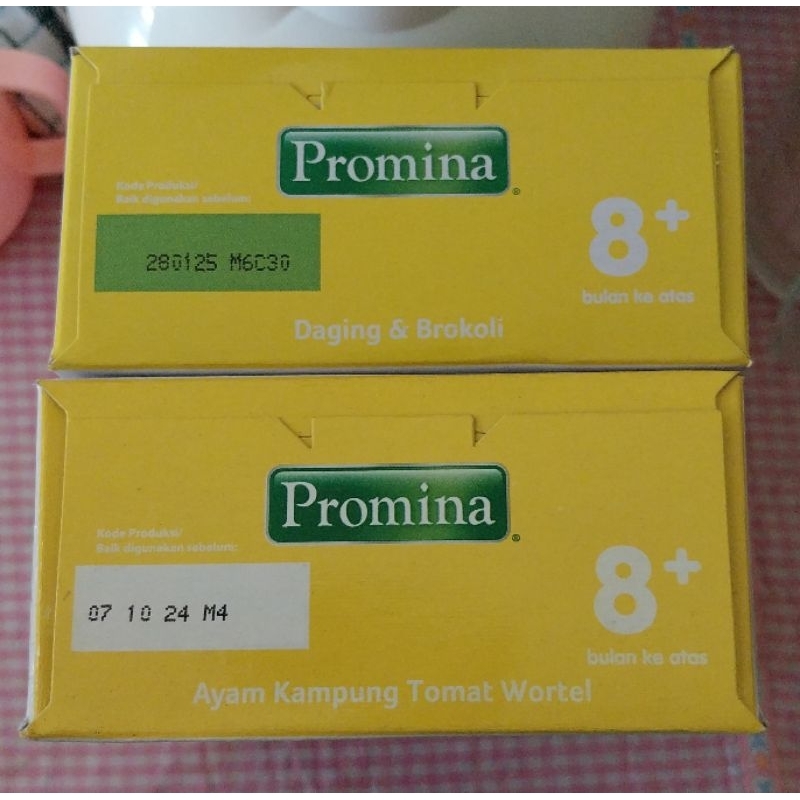 Promina
®
Kode Produksi/
Baik digunakan sebelum:
280125 M6C30
8+
bulan ke atas
Daging & Brokoli
Promina
®
Kode Produksi/
Baik digunakan sebelum:
07 10 24 M4
8+
bulan ke atas
Ayam Kampung Tomat Wortel